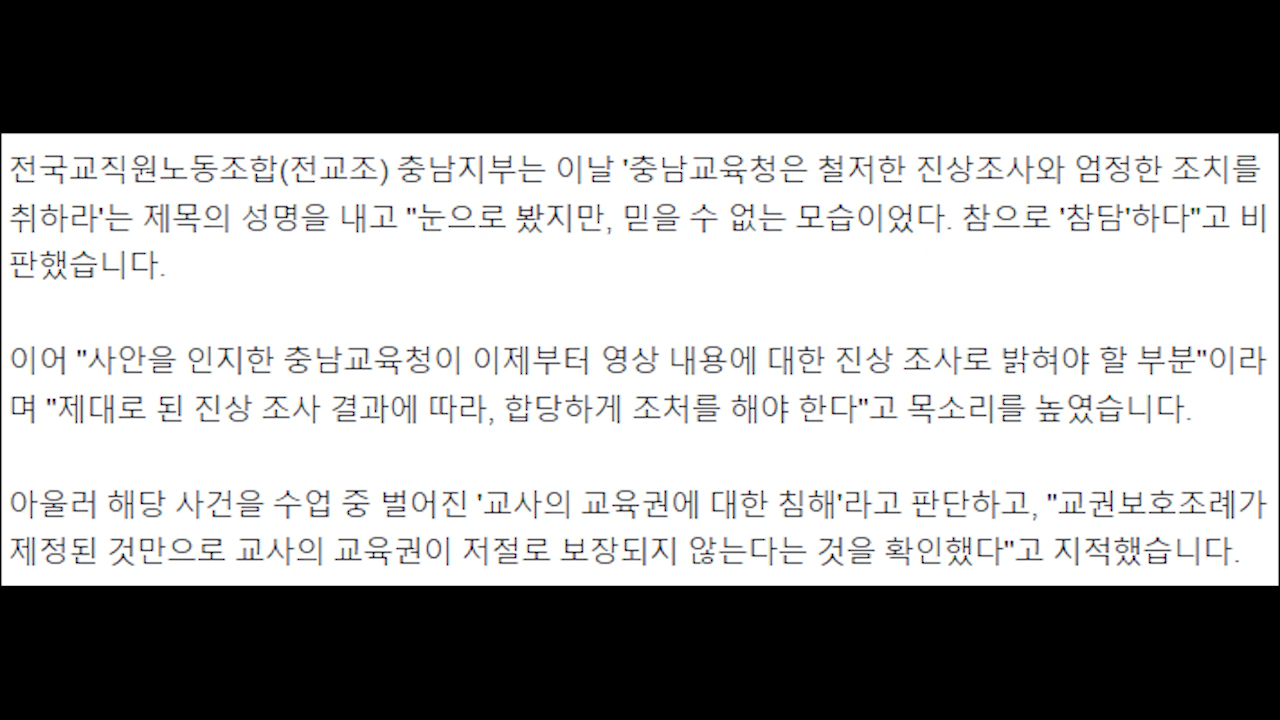 전국교직원노동조합(전교조) 충남지부는 이날 '충남교육청은 철저한 진상조사와 엄정한 조치를
취하라'는 제목의 성명을 내고 "눈으로 봤지만, 믿을 수 없는 모습이었다. 참으로 '참담'하다"고 비
판했습니다.
이어 "사안을 인지한 충남교육청이 이제부터 영상 내용에 대한 진상 조사로 밝혀야 할 부분"이라
며 "제대로 된 진상 조사 결과에 따라, 합당하게 조처를 해야 한다"고 목소리를 높였습니다.
아울러 해당 사건을 수업 중 벌어진 '교사의 교육권에 대한 침해'라고 판단하고, "교권보호조례가
제정된 것만으로 교사의 교육권이 저절로 보장되지 않는다는 것을 확인했다"고 지적했습니다.